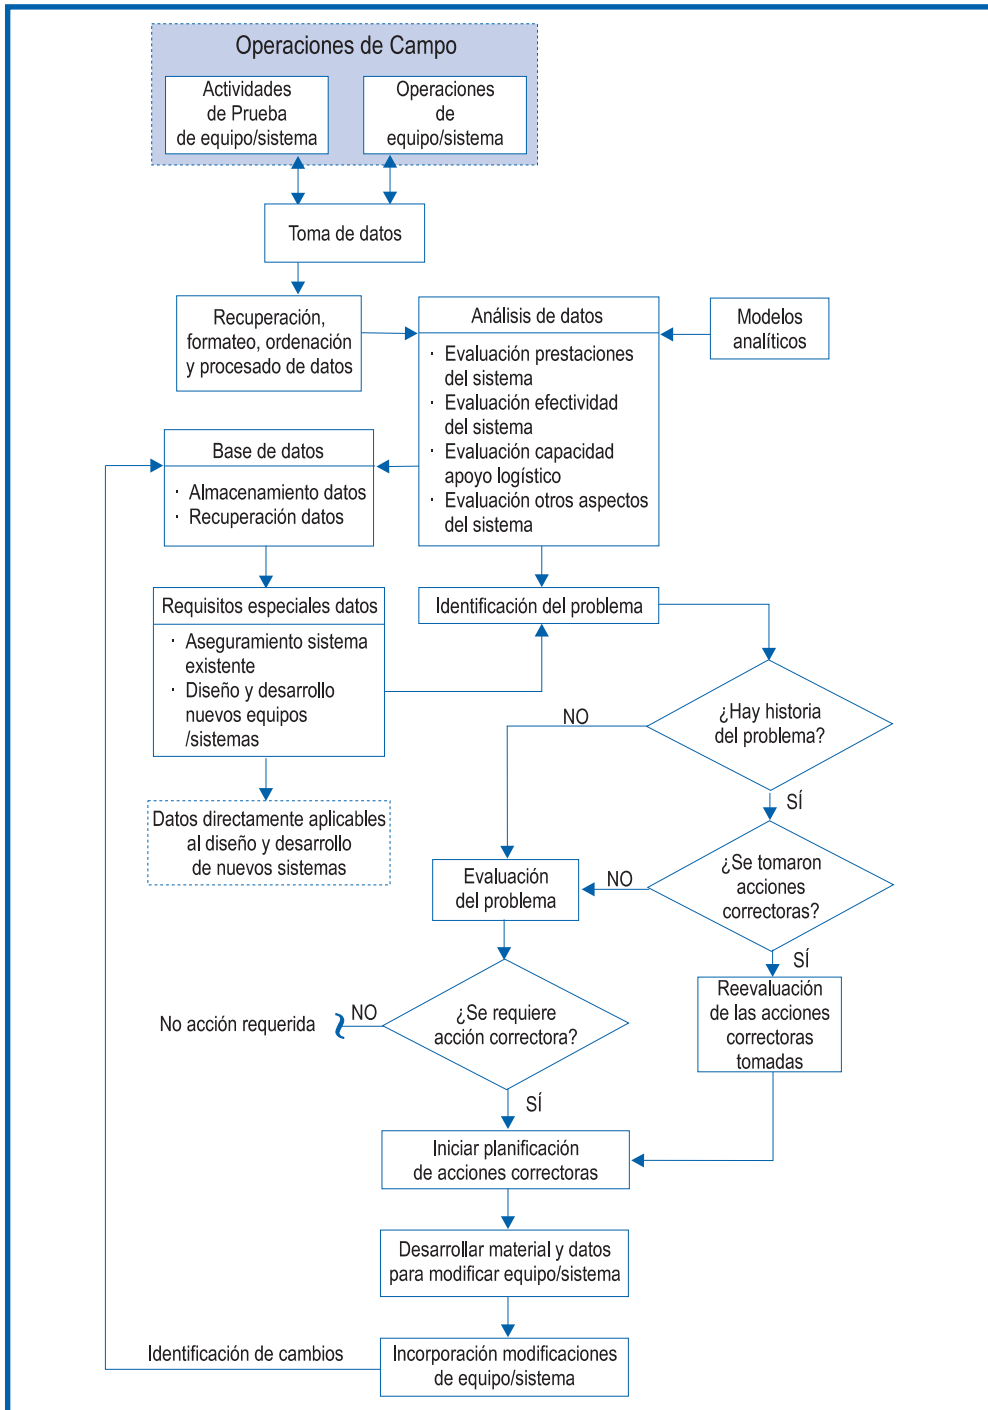 Operaciones de Campo
Actividades
de Prueba
de equipo/sistema
Operaciones
de
equipo/sistema
Toma de datos
Recuperación,
formateo, ordenación
y procesado de datos
Análisis de datos
· Evaluación prestaciones
del sistema
· Evaluación efectividad
del sistema
· Evaluación capacidad
apoyo logístico
· Evaluación otros aspectos
del sistema
Modelos
analíticos
Base de datos
· Almacenamiento datos
· Recuperación datos
Requisitos especiales datos
· Aseguramiento sistema
existente
· Diseño y desarrollo
nuevos equipos
/sistemas
Identificación del problema
Datos directamente aplicables
al diseño y desarrollo
de nuevos sistemas
¿Hay historia
del problema?
NO
SÍ
¿Se tomaron
acciones
correctoras?
NO
SÍ
Evaluación
del problema
Reevaluación
de las acciones
correctoras
tomadas
¿Se requiere
acción correctora?
NO
No acción requerida
SÍ
Iniciar planificación
de acciones correctoras
Desarrollar material y datos
para modificar equipo/sistema
Incorporación modificaciones
de equipo/sistema
Identificación de cambios